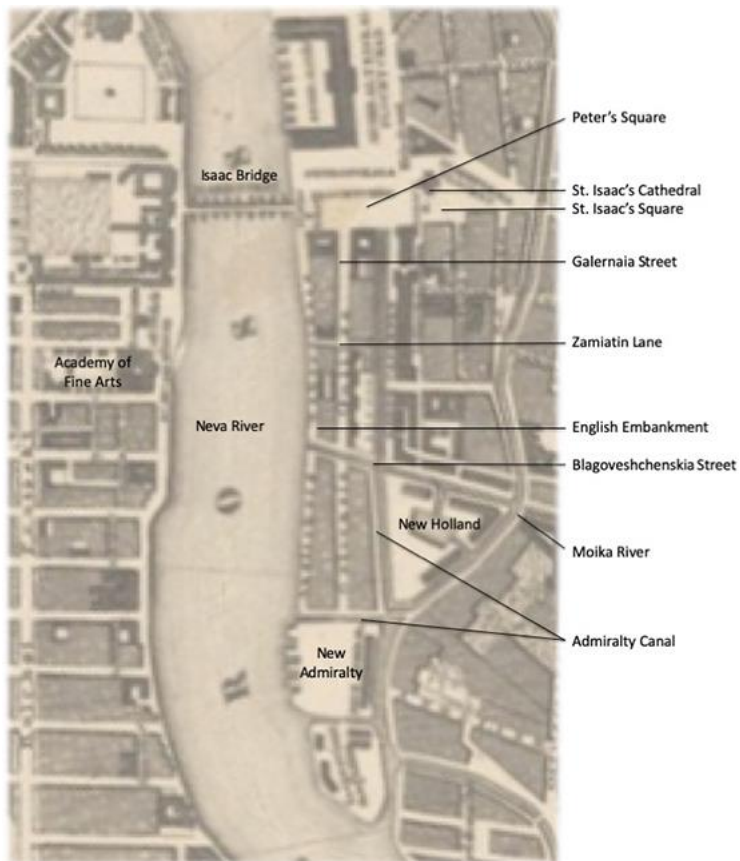 Peter's Square
Isaac Bridge
St. Isaac's Cathedral
St. Isaac's Square
Galernaia Street
Zamiatin Lane
Academy of
Fine Arts
Neva River
English Embankment
Blagoveshchenskia Street
New Holland
Moika River
New
Admiralty
Admiralty Canal